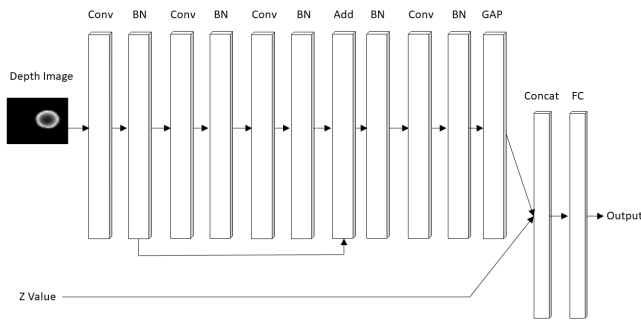 Conv BN Conv BN Conv BN Add BN Conv BN GAP
Depth Image
Concat FC
Output
Z Value